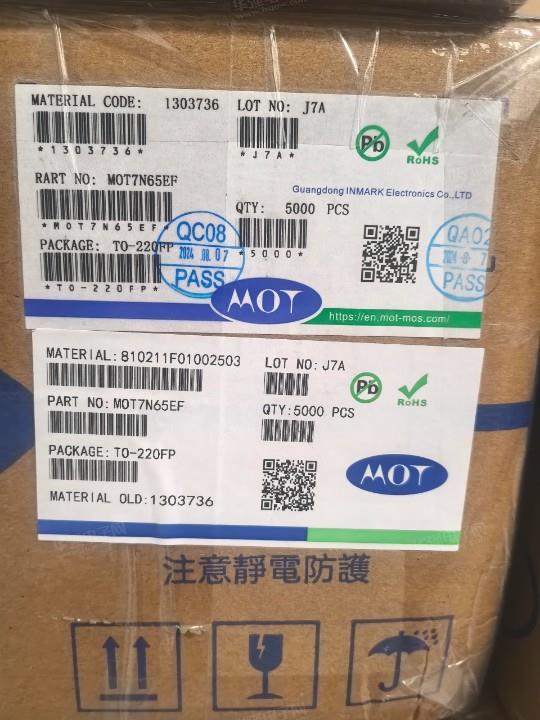 MATERIAL CODE: 1303736 LOT NO: J7A
*1303736* *J7A*
Pb RoHS
RART NO: MOT7N65EF
Guangdong INMARK Electronics Co.,LTD
*MOT7N65EF*
QTY: 5000 PCS
*5000*
PACKAGE: TO-220FP
*TO-220FP*
QC08
2024 08 07
PASS
QA02
PASS
MOT
https://en.mot-mos.com/
MATERIAL:810211F01002503 LOT NO:J7A
Pb RoHS
PART NO:MOT7N65EF QTY:5000 PCS
PACKAGE:TO-220FP
MOT
MATERIAL OLD:1303736
注意靜電防護